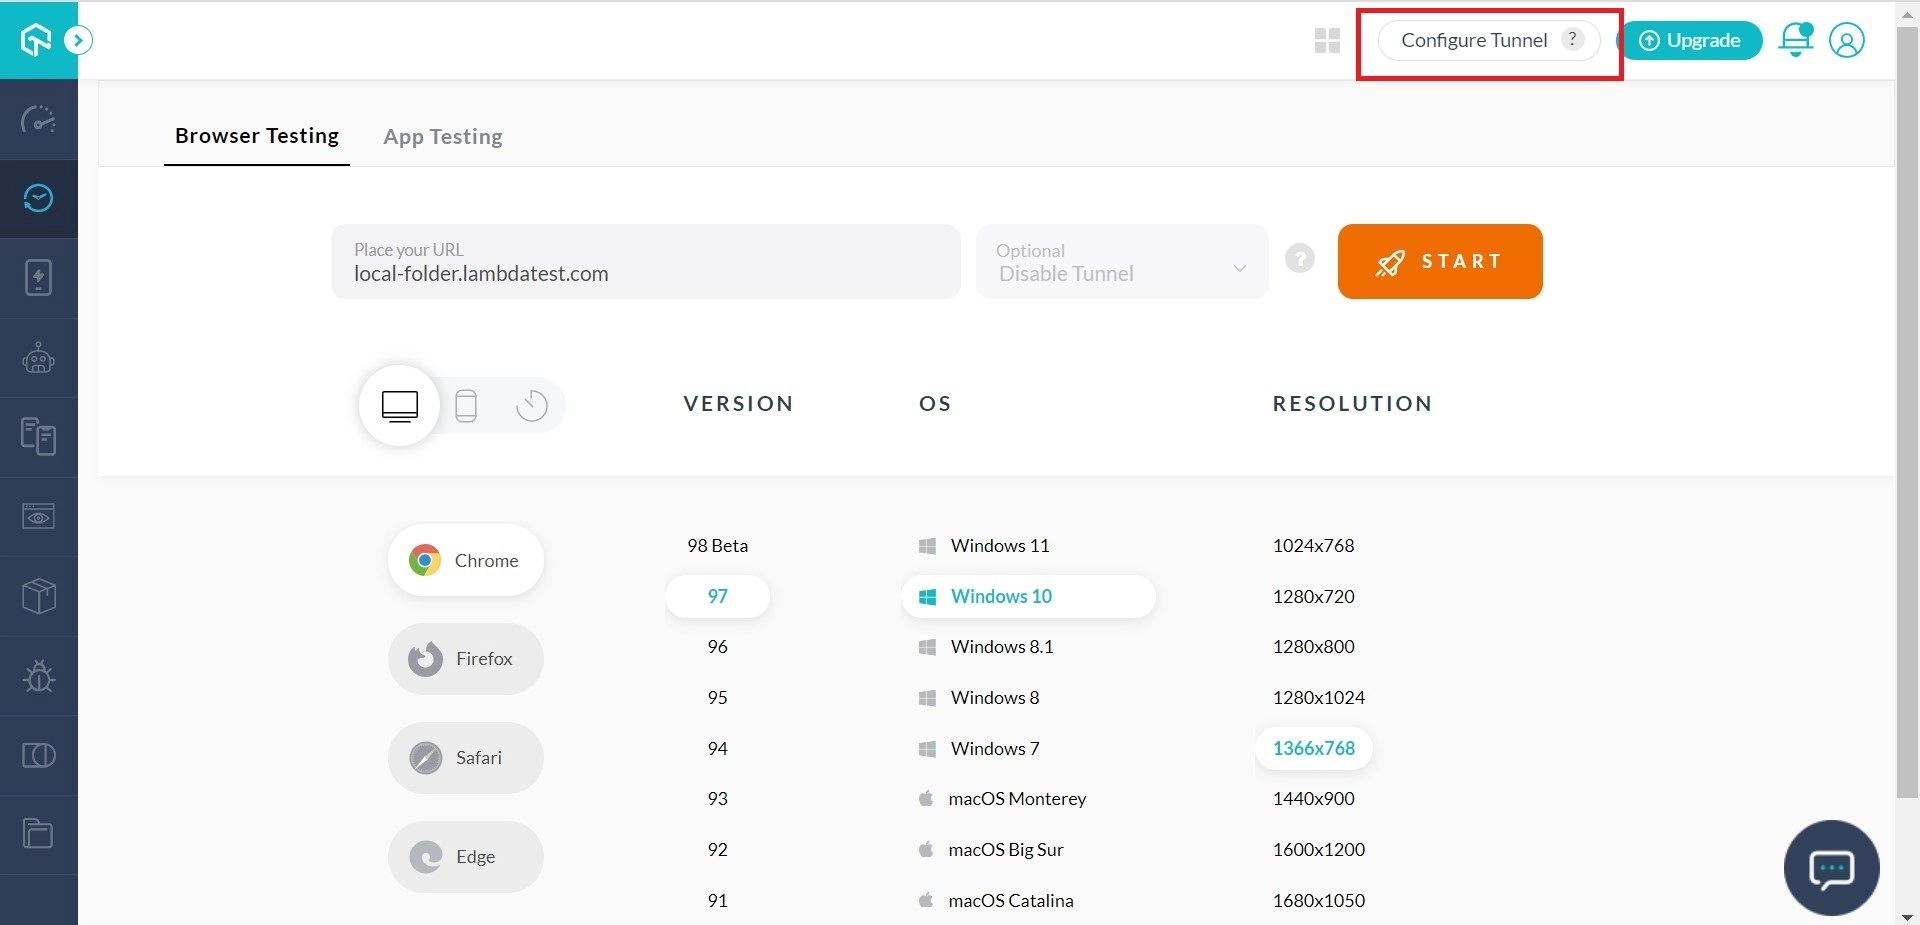 Configure Tunnel ?
Upgrade
Browser Testing
App Testing
Place your URL
local-folder.lambdatest.com
Optional
Disable Tunnel
?
START
VERSION
OS
RESOLUTION
Chrome
Firefox
Safari
Edge
98 Beta
97
96
95
94
93
92
91
Windows 11
Windows 10
Windows 8.1
Windows 8
Windows 7
macOS Monterey
macOS Big Sur
macOS Catalina
1024x768
1280x720
1280x800
1280x1024
1366x768
1440x900
1600x1200
1680x1050